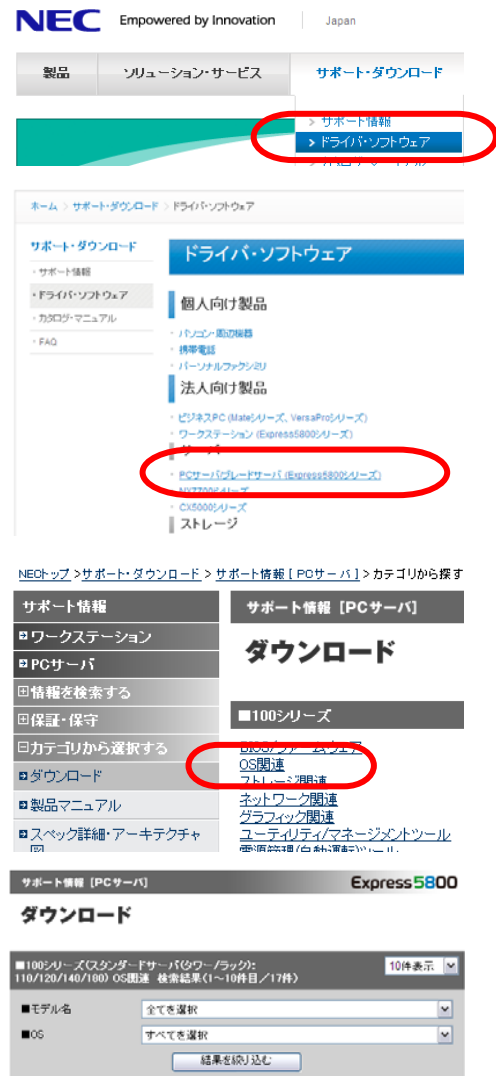 NEC Empowered by Innovation Japan
製品 ソリューション・サービス サポート・ダウンロード
> サポート情報
> ドライバ・ソフトウェア
ホーム > サポート・ダウンロード > ドライバ・ソフトウェア
サポート・ダウンロード
・サポート情報
・ドライバ・ソフトウェア
・カタログ・マニュアル
・FAQ
ドライバ・ソフトウェア
個人向け製品
・パソコン・周辺機器
・携帯電話
・パーソナルファクシミリ
法人向け製品
・ビジネスPC (Mateシリーズ、VersaProシリーズ)
・ワークステーション (Express5800シリーズ)
サーバ
・PCサーバ/ブレードサーバ (Express5800シリーズ)
・NX7700シリーズ
・CX5000シリーズ
ストレージ
NECトップ >サポート・ダウンロード > サポート情報 [ PCサーバ ] > カテゴリから探す
サポート情報
ワークステーション
PCサーバ
情報を検索する
保証・保守
カテゴリから選択する
ダウンロード
製品マニュアル
スペック詳細・アーキテクチャ
図
サポート情報 [PCサーバ]
ダウンロード
■100シリーズ
BIOS/ファームウェア
OS関連
ストレージ関連
ネットワーク関連
グラフィック関連
ユーティリティ/マネージメントツール
電源管理(自動運転)ツール
サポート情報 [PCサーバ] Express5800
ダウンロード
■100シリーズ(スタンダードサーバ(タワー/ラック):
110/120/140/180) OS関連 検索結果(1~10件目/17件) 10件表示
■モデル名 全てを選択
■OS すべてを選択
結果を絞り込む